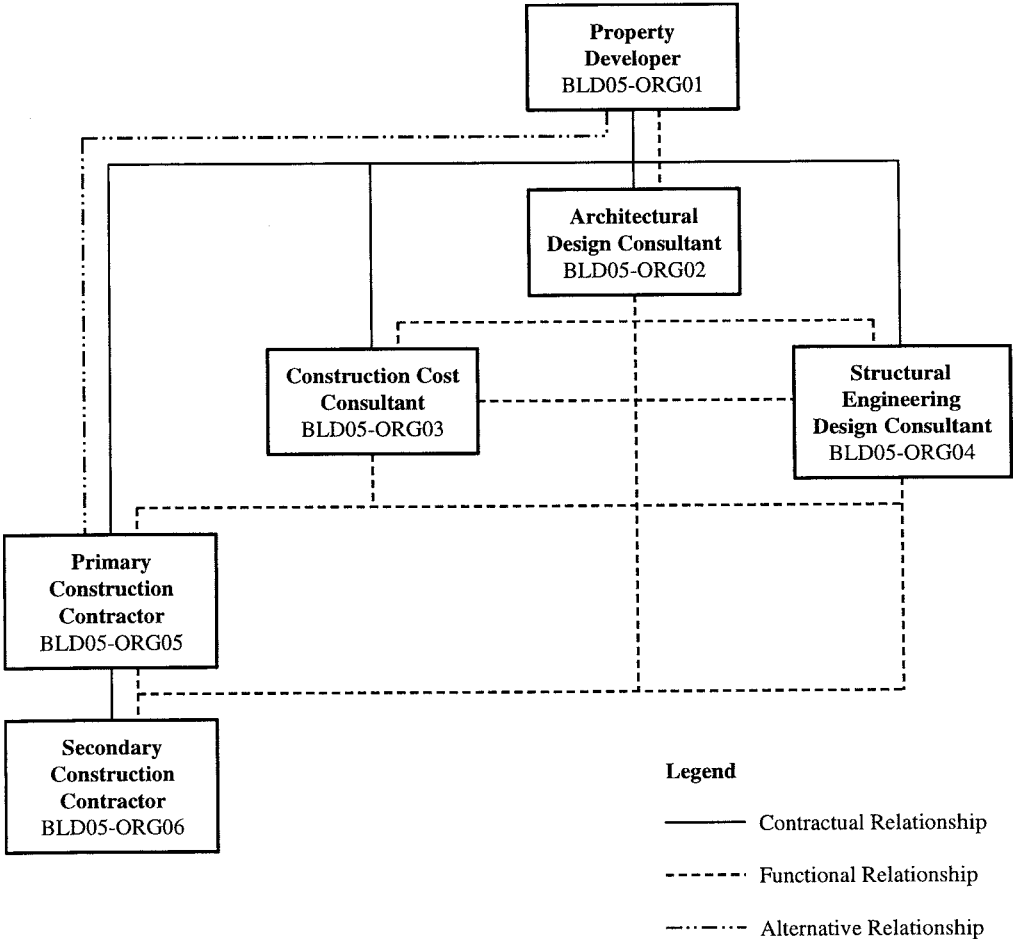 Property
Developer
BLD05-ORG01
Architectural
Design Consultant
BLD05-ORG02
Construction Cost
Consultant
BLD05-ORG03
Structural
Engineering
Design Consultant
BLD05-ORG04
Primary
Construction
Contractor
BLD05-ORG05
Secondary
Construction
Contractor
BLD05-ORG06
Legend
Contractual Relationship
Functional Relationship
Alternative Relationship